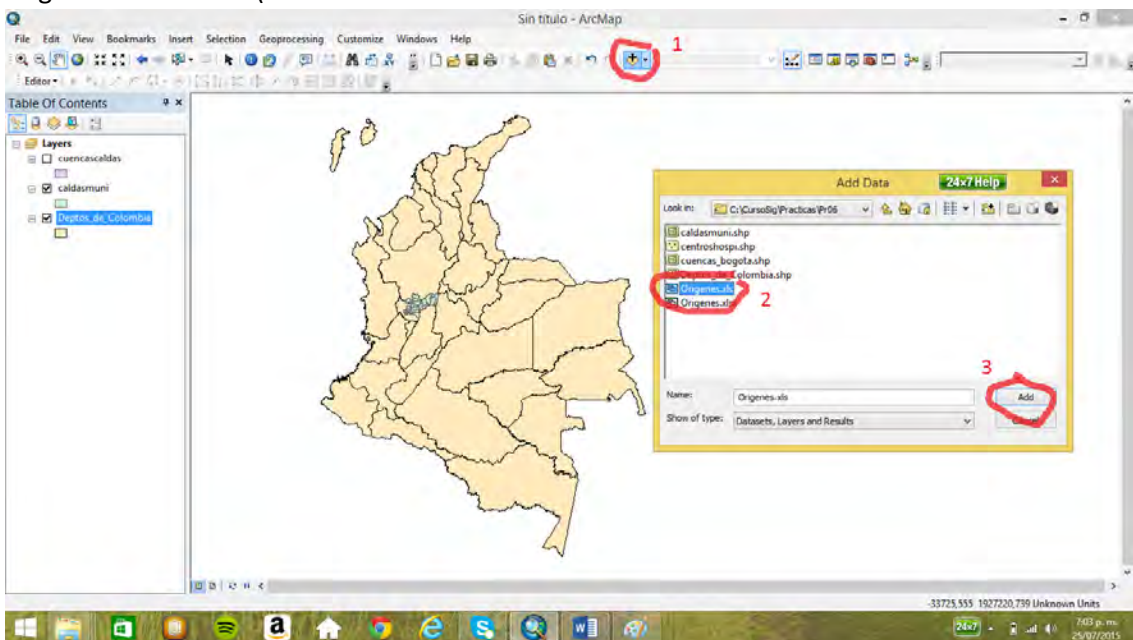 Sin título - ArcMap
File Edit View Bookmarks Insert Selection Geoprocessing Customize Windows Help
1
Editor
Table Of Contents
Layers
cuencascaldas
caldasmuni
Deptos_de_Colombia
Add Data
24x7 Help
Look in: C:\CursoSig\Practicas\Pr06
caldasmuni.shp
centroshospi.shp
cuencas_bogota.shp
Deptos_de_Colombia.shp
Origenes.xls
2
3
Name: Origenes.xls
Add
Show of type: Datasets, Layers and Results
Cancel
-33725,555 1927220,739 Unknown Units
24x7
7:03 p. m.
25/07/2015